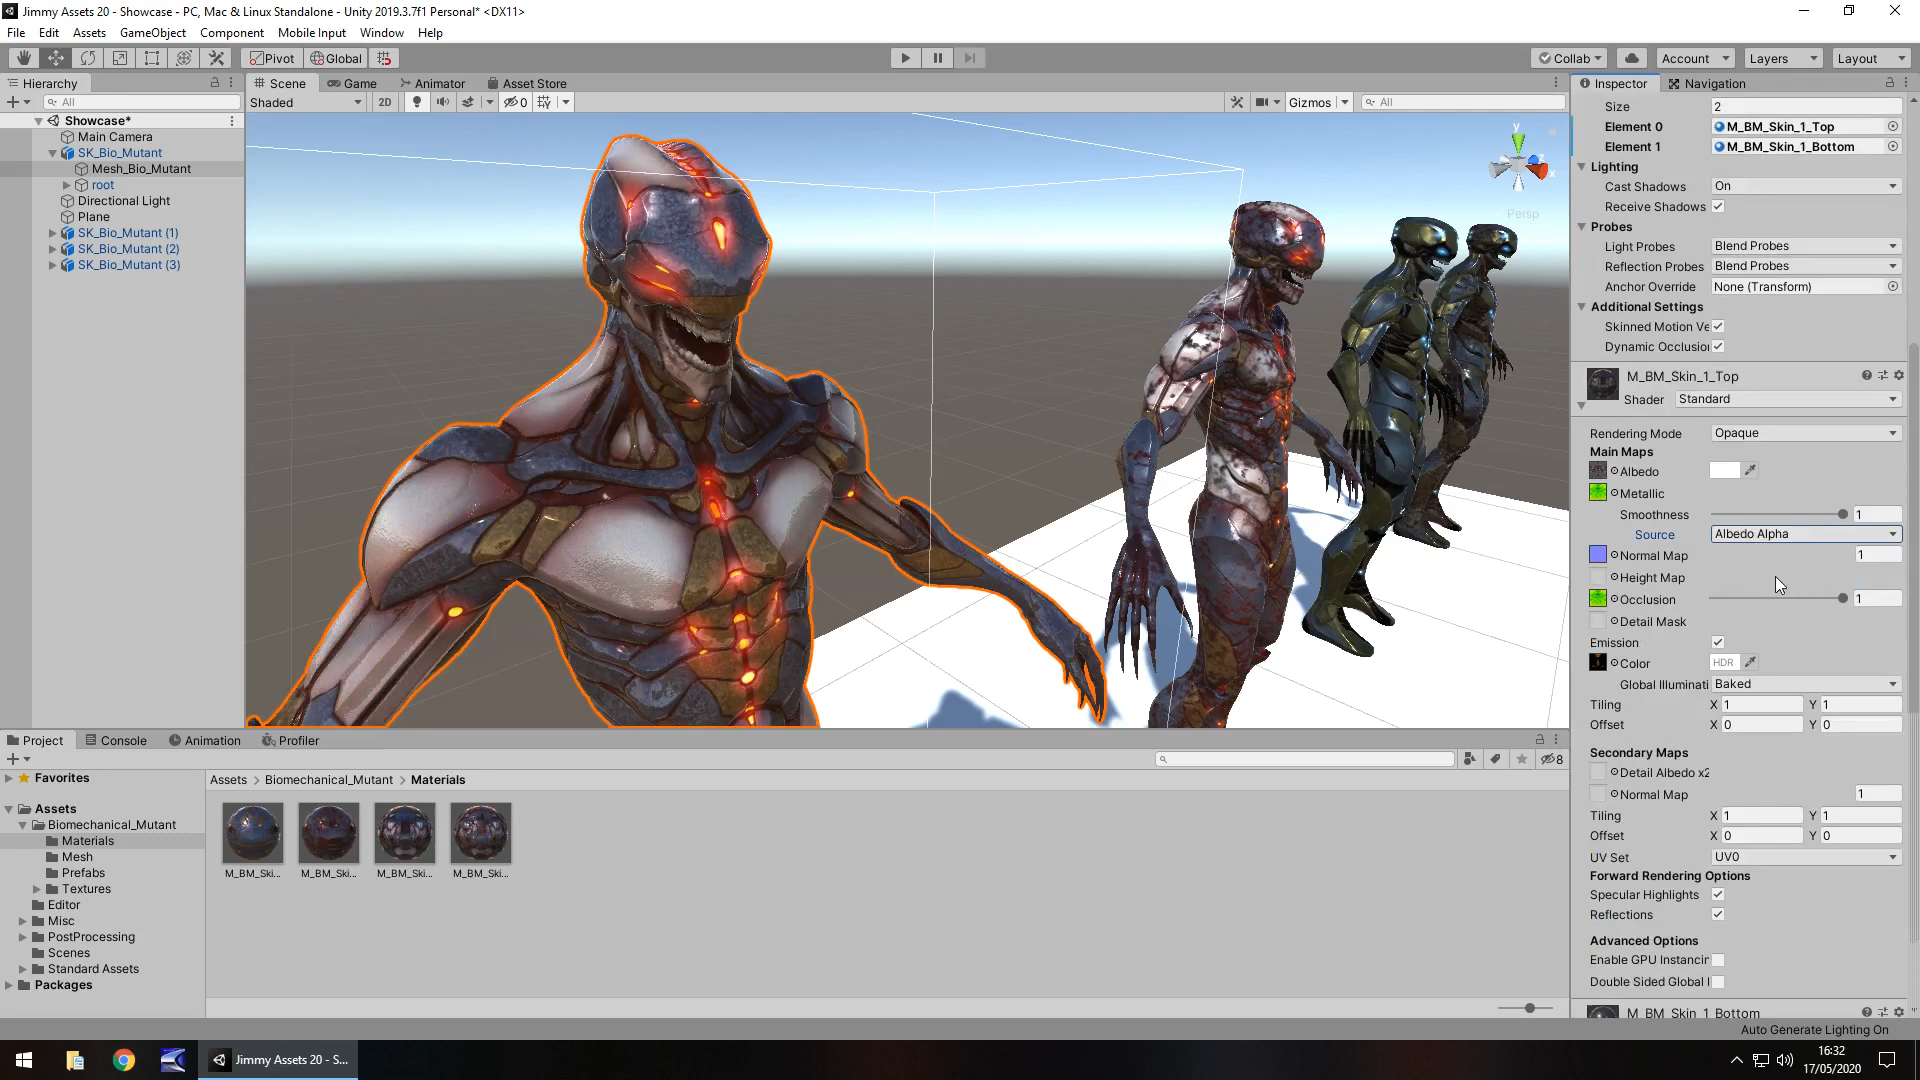 Jimmy Assets 20 - Showcase - PC, Mac & Linux Standalone - Unity 2019.3.7f1 Personal* <DX11>
File Edit Assets GameObject Component Mobile Input Window Help
Pivot Global Collab Account Layers Layout
Hierarchy Scene Game Animator Asset Store Inspector Navigation
All Shaded 2D 0 Gizmos All
Showcase*
Main Camera
SK_Bio_Mutant
Mesh_Bio_Mutant
root
Directional Light
Plane
SK_Bio_Mutant (1)
SK_Bio_Mutant (2)
SK_Bio_Mutant (3)
y
x
Persp
Size 2
Element 0 M_BM_Skin_1_Top
Element 1 M_BM_Skin_1_Bottom
Lighting
Cast Shadows On
Receive Shadows
Probes
Light Probes Blend Probes
Reflection Probes Blend Probes
Anchor Override None (Transform)
Additional Settings
Skinned Motion Ve
Dynamic Occlusion
M_BM_Skin_1_Top
Shader Standard
Rendering Mode Opaque
Main Maps
Albedo
Metallic
Smoothness 1
Source Albedo Alpha
Normal Map 1
Height Map
Occlusion 1
Detail Mask
Emission
Color HDR
Global Illuminati Baked
Tiling X 1 Y 1
Offset X 0 Y 0
Secondary Maps
Detail Albedo x2
Normal Map 1
Tiling X 1 Y 1
Offset X 0 Y 0
UV Set UV0
Forward Rendering Options
Specular Highlights
Reflections
Advanced Options
Enable GPU Instancin
Double Sided Global I
M_BM_Skin_1_Bottom
Auto Generate Lighting On
Project Console Animation Profiler
8
Favorites
Assets
Biomechanical_Mutant
Materials
Mesh
Prefabs
Textures
Editor
Misc
PostProcessing
Scenes
Standard Assets
Packages
Assets > Biomechanical_Mutant > Materials
M_BM_Ski... M_BM_Ski... M_BM_Ski... M_BM_Ski...
Jimmy Assets 20 - S...
16:32
17/05/2020